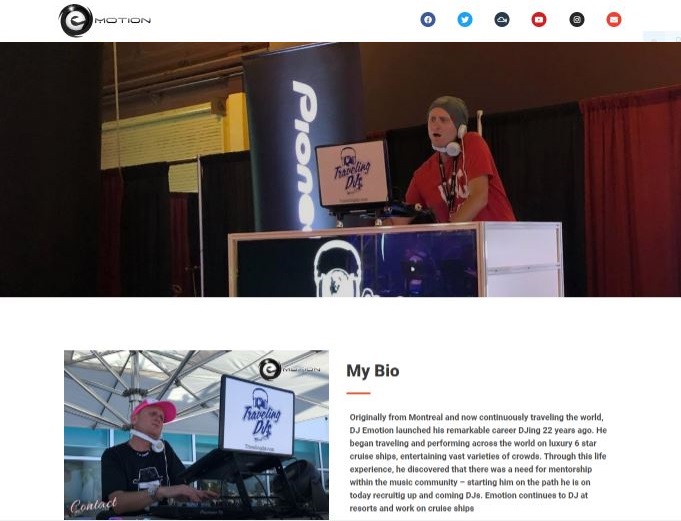 e MOTION
Pioneer
Traveling
DJs
MOTION
Traveling
DJs
Contact
My Bio
Originally from Montreal and now continuously traveling the world,
DJ Emotion launched his remarkable career DJing 22 years ago. He
began traveling and performing across the world on luxury 6 star
cruise ships, entertaining vast varieties of crowds. Through this life
experience, he discovered that there was a need for mentorship
within the music community – starting him on the path he is on
today recruitig up and coming DJs. Emotion continues to DJ at
resorts and work on cruise ships